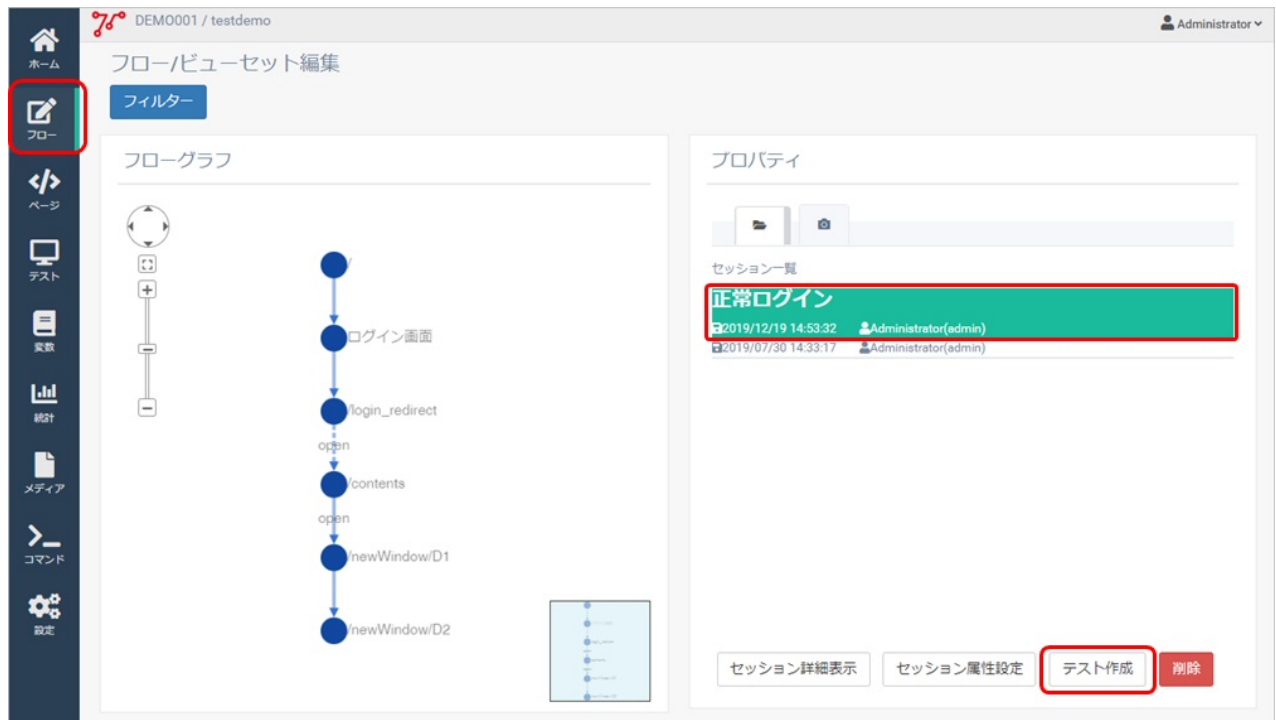 DEMO001 / testdemo
Administrator
ホーム
フロー
ページ
テスト
変数
統計
メディア
コマンド
設定
フロー/ビューセット編集
フィルター
フローグラフ
/
ログイン画面
/login_redirect
open
/contents
open
/newWindow/D1
/newWindow/D2
プロパティ
セッション一覧
正常ログイン
2019/12/19 14:53:32 Administrator(admin)
2019/07/30 14:33:17 Administrator(admin)
セッション詳細表示 セッション属性設定 テスト作成 削除